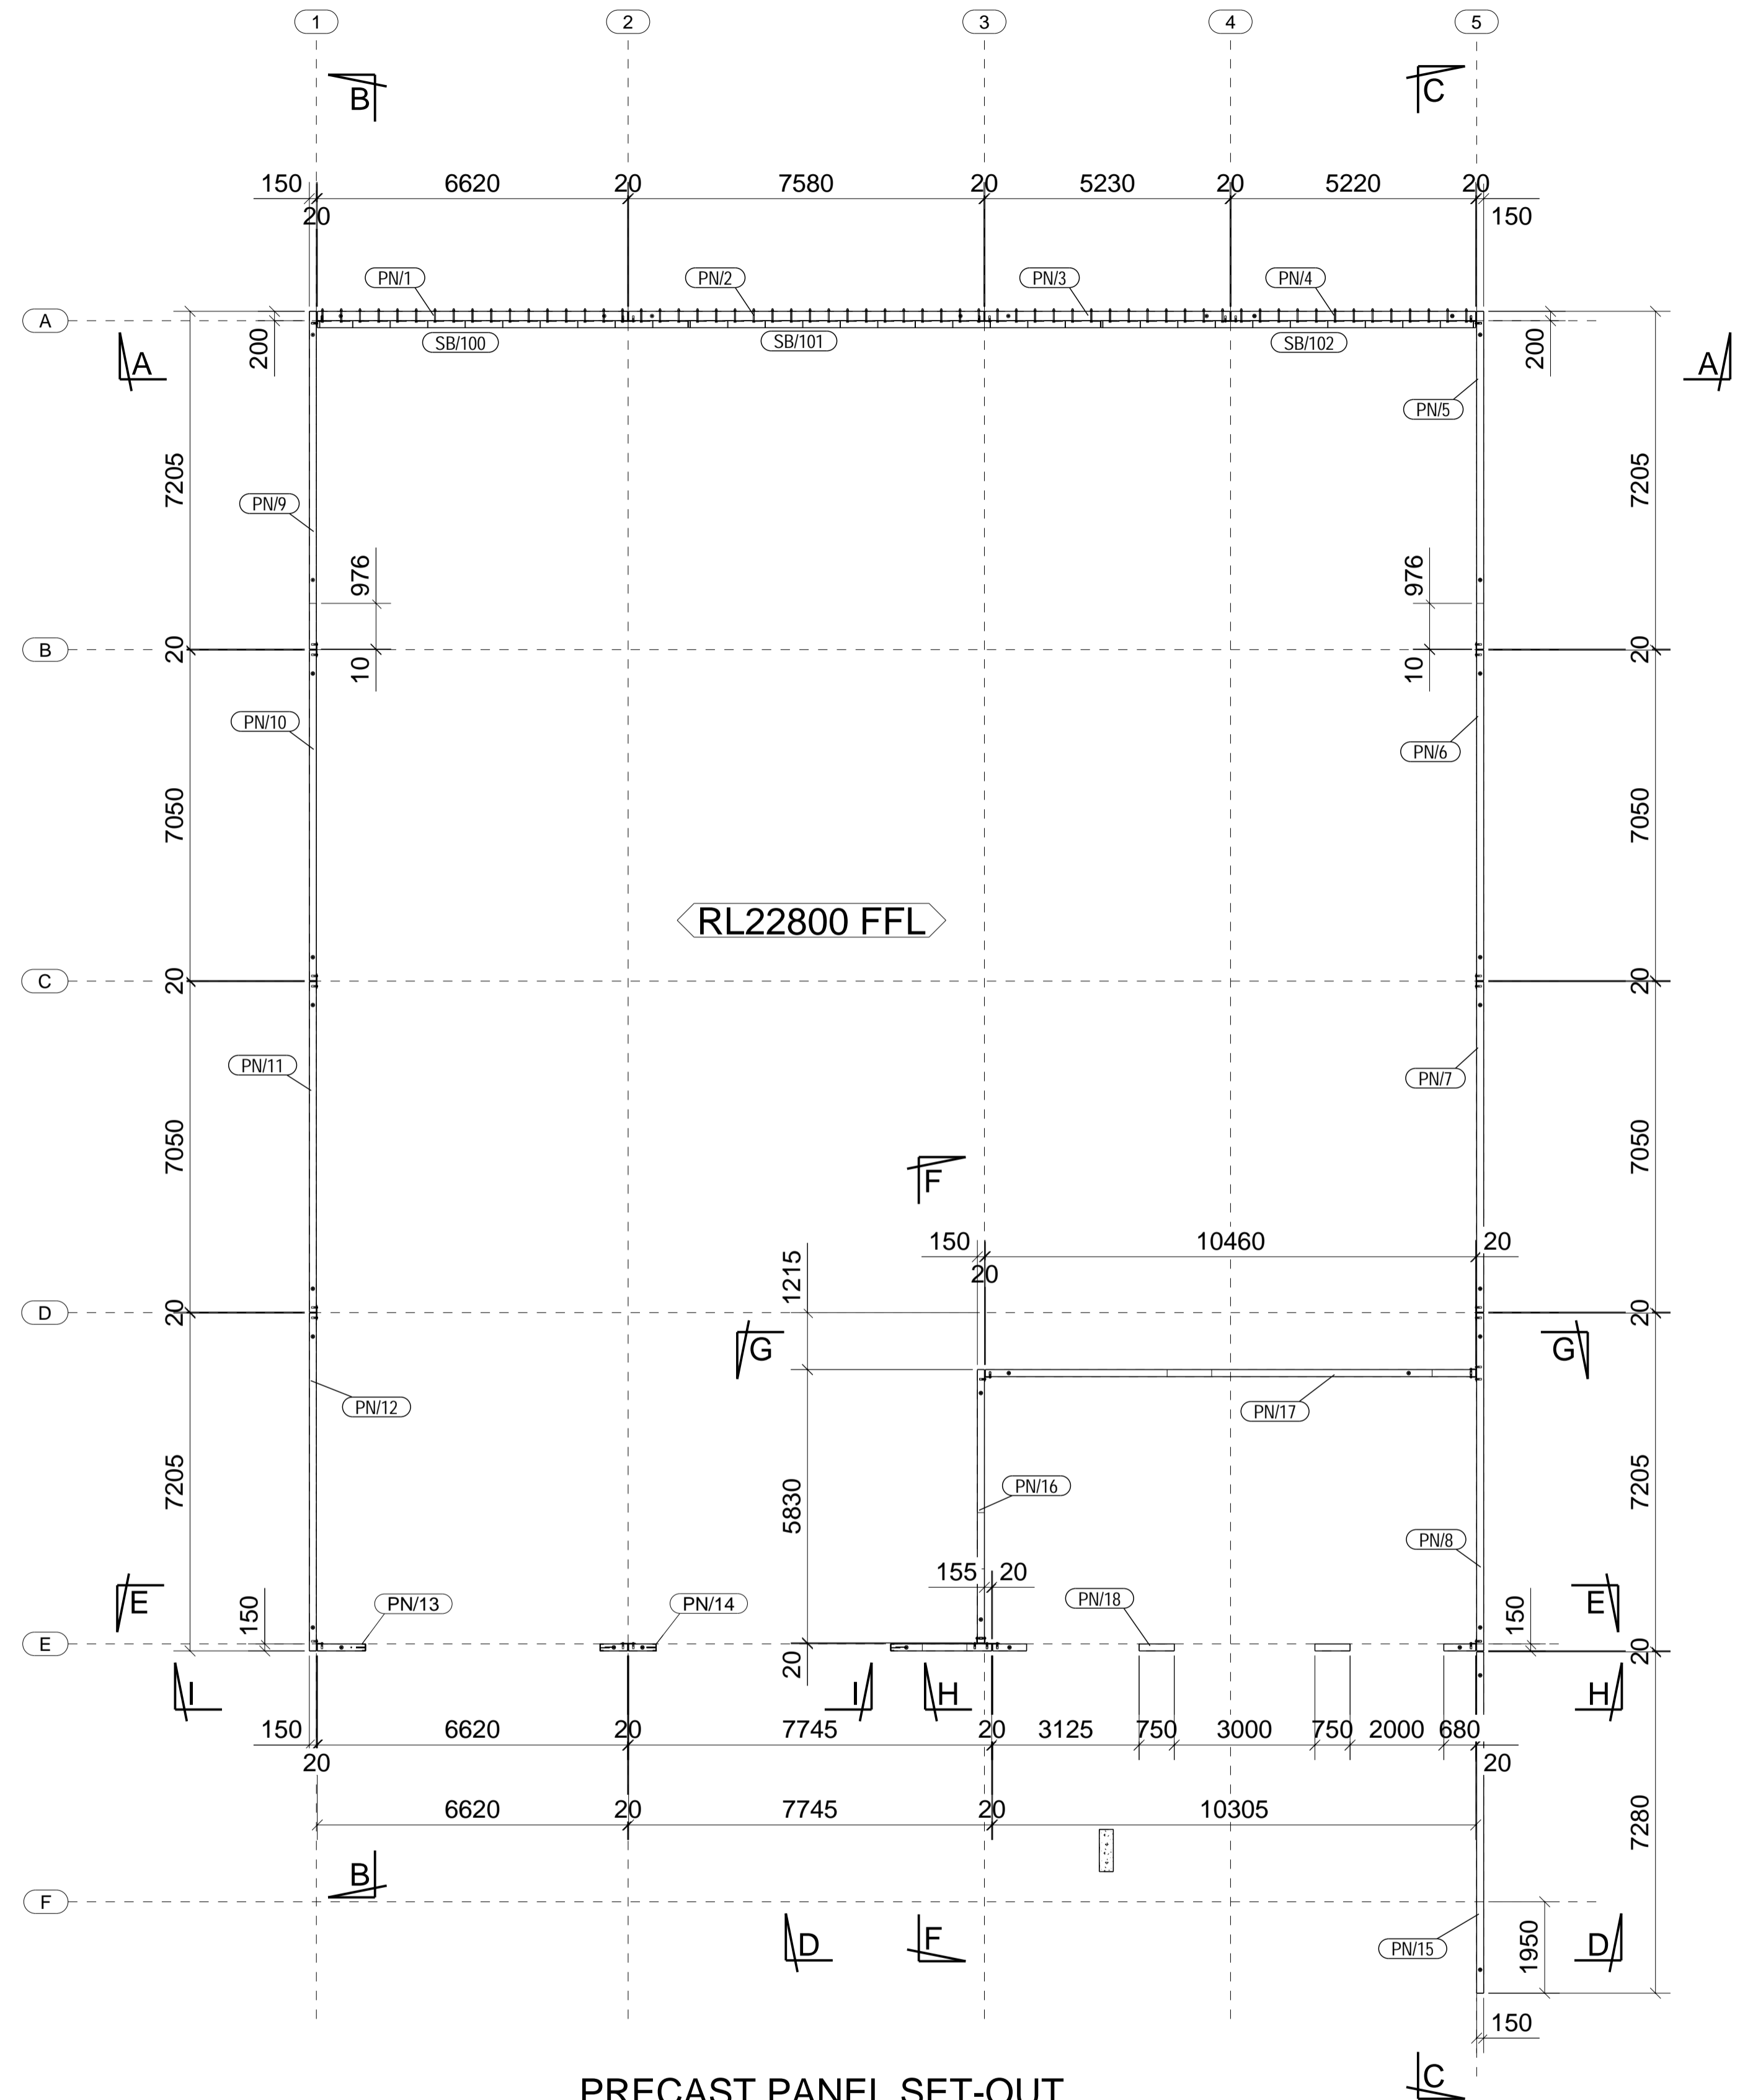 1 2 3 4 5
B C
150 6620 20 7580 20 5230 20 5220 20
20 150
PN/1 PN/2 PN/3 PN/4
A
SB/100 SB/101 SB/102
200 200
A A
PN/5
7205 7205
PN/9
976 976
B 20 20
10 10
PN/10 PN/6
7050 7050
RL22800 FFL
C 20 20
PN/11 PN/7
7050 7050
F
150 10460 20
1215 20
D 20 20
G G
PN/12 PN/17
7205 5830 PN/16 7205
PN/8
155 20
E PN/13 PN/14 PN/18 E
150 150
E 20 20
I I H H
150 6620 20 7745 20 3125 750 3000 750 2000 680
20 20
6620 20 7745 20 10305
7280
B
F
D F PN/15 1950 D
150
C
PRECAST PANEL SET-OUT